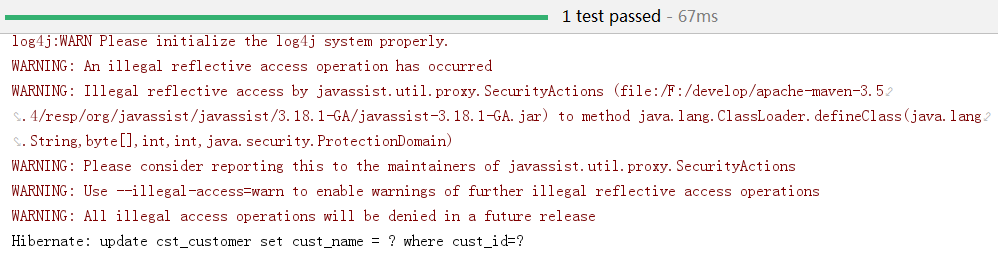 1 test passed - 67ms
log4j:WARN Please initialize the log4j system properly.
WARNING: An illegal reflective access operation has occurred
WARNING: Illegal reflective access by javassist.util.proxy.SecurityActions (file:/F:/develop/apache-maven-3.5
.4/resp/org/javassist/javassist/3.18.1-GA/javassist-3.18.1-GA.jar) to method java.lang.ClassLoader.defineClass(java.lang
.String,byte[],int,int,java.security.ProtectionDomain)
WARNING: Please consider reporting this to the maintainers of javassist.util.proxy.SecurityActions
WARNING: Use --illegal-access=warn to enable warnings of further illegal reflective access operations
WARNING: All illegal access operations will be denied in a future release
Hibernate: update cst_customer set cust_name = ? where cust_id=?